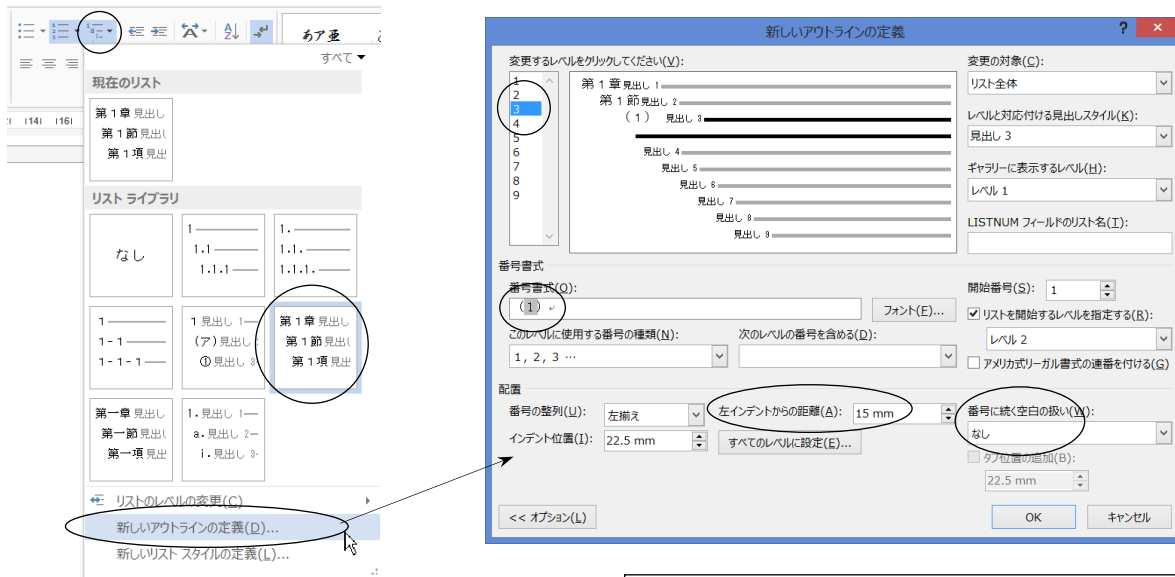 あア亜
すべて
現在のリスト
第 1 章 見出し
第 1 節 見出し
第 1 項 見出
リスト ライブラリ
なし
1
1.1
1.1.1
1.
1.1.
1.1.1.
1
1-1
1-1-1
1 見出し 1
(ア) 見出し 2
① 見出し 3
第 1 章 見出し
第 1 節 見出し
第 1 項 見出
第一章 見出し
第一節 見出し
第一項 見出
1. 見出し 1
a. 見出し 2
i. 見出し 3
リストのレベルの変更(C)
新しいアウトラインの定義(D)...
新しいリスト スタイルの定義(L)...
|14| |16|
新しいアウトラインの定義
? ×
変更するレベルをクリックしてください(V):
1
2
3
4
5
6
7
8
9
第 1 章 見出し 1
第 1 節 見出し 2
(1) 見出し 3
見出し 4
見出し 5
見出し 6
見出し 7
見出し 8
見出し 9
変更の対象(C):
リスト全体
レベルと対応付ける見出しスタイル(K):
見出し 3
ギャラリーに表示するレベル(H):
レベル 1
LISTNUM フィールドのリスト名(T):
番号書式
番号書式(O):
(1)
フォント(F)...
このレベルに使用する番号の種類(N):
1, 2, 3 …
次のレベルの番号を含める(D):
開始番号(S): 1
リストを開始するレベルを指定する(R):
レベル 2
アメリカ式リーガル書式の連番を付ける(G)
配置
番号の整列(U): 左揃え
左インデントからの距離(A): 15 mm
インデント位置(I): 22.5 mm
すべてのレベルに設定(E)...
番号に続く空白の扱い(W):
なし
タブ位置の追加(B):
22.5 mm
<< オプション(L)
OK
キャンセル